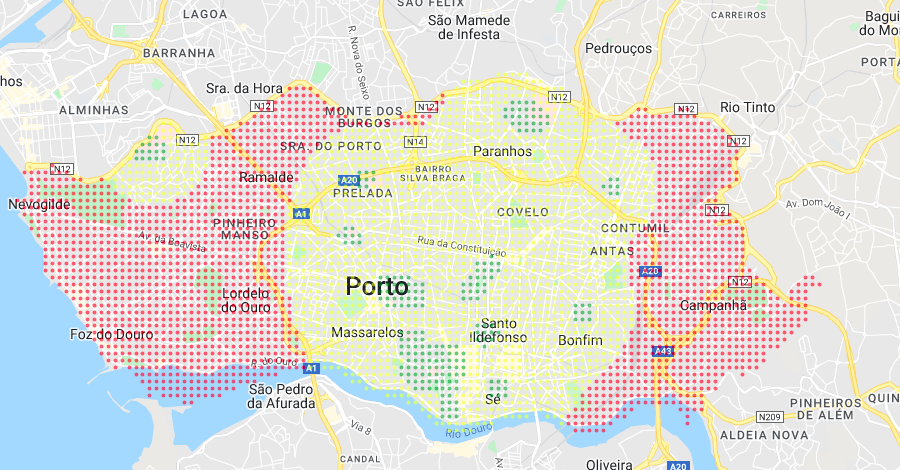 SÃO FÉLIX
LAGOA
São Mamede
de Infesta
CARREIROS
Pedrouços
BARRANHA
R. Nova do Seixo
Sra. da Hora
ALMINHAS
N12
MONTE DOS
BURGOS
N12
N12
N12
Rio Tinto
N12
SRA. DO PORTO
N14
Paranhos
N12
N12
Ramalde
A20
BAIRRO
SILVA BRAGA
PRELADA
Nevogilde
A1
COVELO
N12
Av. Dom João I
PINHEIRO
MANSO
CONTUMIL
Av. da Boavista
Rua da Constituição
ANTAS
A20
N12
Porto
Lordelo
do Ouro
Campanhã
Foz do Douro
Massarelos
Santo
Ildefonso
Bonfim
A43
R. do Ouro
A1
São Pedro
da Afurada
Sé
PINHEIROS
DE ALÉM
N209
Via 8
Rio Douro
ALDEIA NOVA
CANDAL
Oliveira
A20